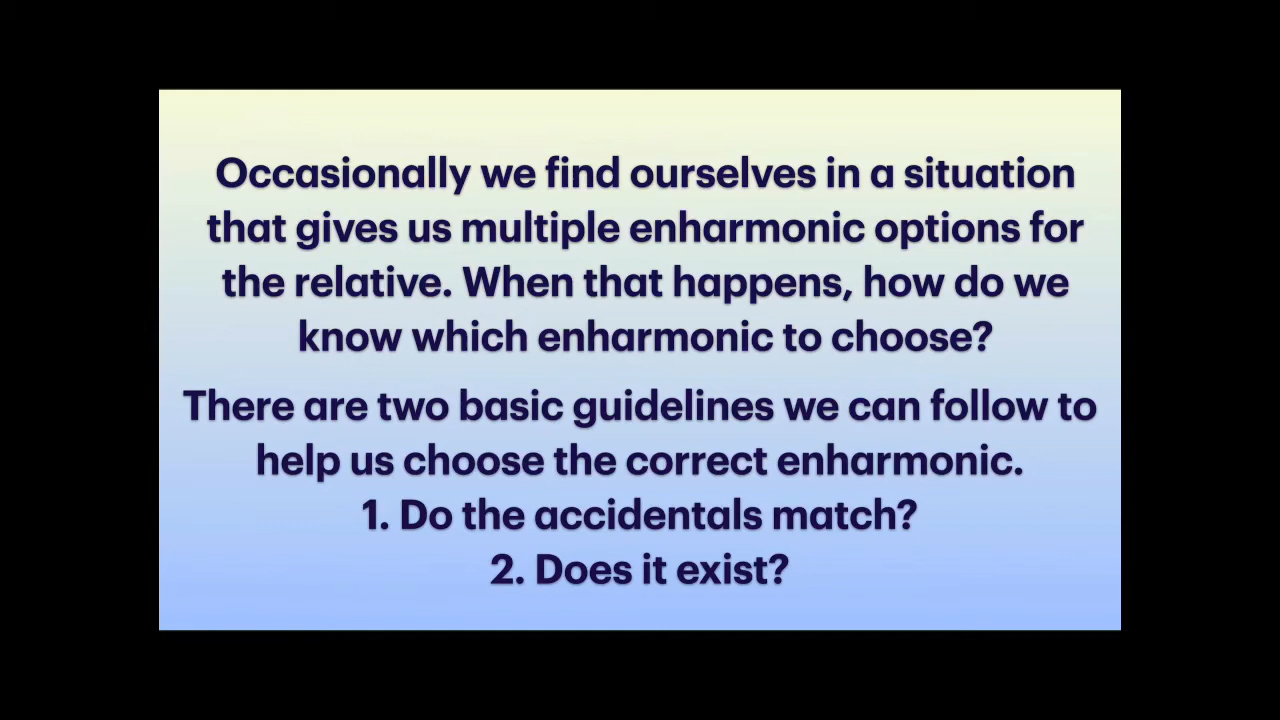 Occasionally we find ourselves in a situation
that gives us multiple enharmonic options for
the relative. When that happens, how do we
know which enharmonic to choose?
There are two basic guidelines we can follow to
help us choose the correct enharmonic.
1. Do the accidentals match?
2. Does it exist?